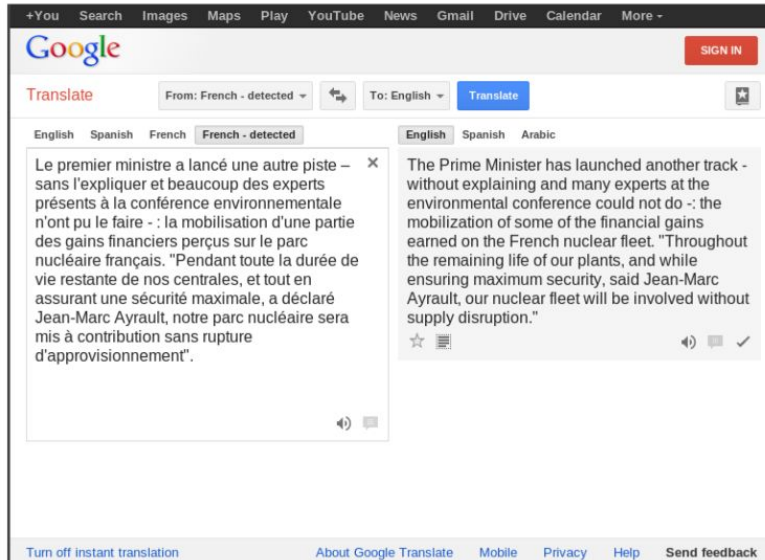 +You Search Images Maps Play YouTube News Gmail Drive Calendar More
Google SIGN IN
Translate From: French - detected To: English Translate
English Spanish French French - detected
Le premier ministre a lancé une autre piste –
sans l'expliquer et beaucoup des experts
présents à la conférence environnementale
n'ont pu le faire - : la mobilisation d'une partie
des gains financiers perçus sur le parc
nucléaire français. "Pendant toute la durée de
vie restante de nos centrales, et tout en
assurant une sécurité maximale, a déclaré
Jean-Marc Ayrault, notre parc nucléaire sera
mis à contribution sans rupture
d'approvisionnement".
English Spanish Arabic
The Prime Minister has launched another track -
without explaining and many experts at the
environmental conference could not do -: the
mobilization of some of the financial gains
earned on the French nuclear fleet. "Throughout
the remaining life of our plants, and while
ensuring maximum security, said Jean-Marc
Ayrault, our nuclear fleet will be involved without
supply disruption."
Turn off instant translation About Google Translate Mobile Privacy Help Send feedback